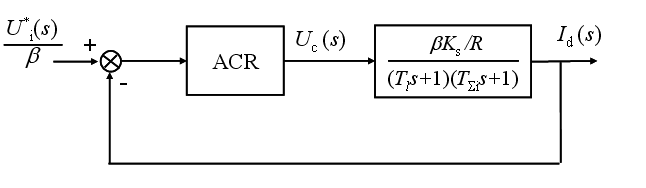 U*i(s)
β
+
-
ACR
Uc(s)
βKs/R
(Tls+1)(TΣis+1)
Id(s)